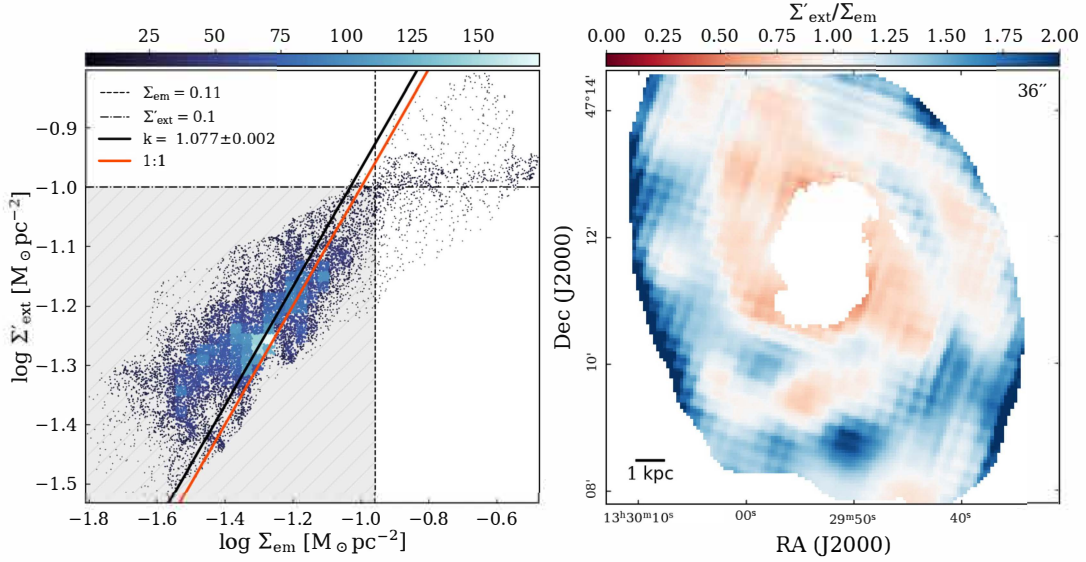 25 50 75 100 125 150
Σ_em = 0.11
Σ′_ext = 0.1
k = 1.077±0.002
1:1
−0.9
−1.0
−1.1
−1.2
−1.3
−1.4
−1.5
log Σ′_ext [M⊙pc⁻²]
−1.8 −1.6 −1.4 −1.2 −1.0 −0.8 −0.6
log Σ_em [M⊙pc⁻²]
Σ′_ext/Σ_em
0.00 0.25 0.50 0.75 1.00 1.25 1.50 1.75 2.00
36″
47°14′
12′
10′
08′
Dec (J2000)
1 kpc
13ʰ30ᵐ10ˢ 00ˢ 29ᵐ50ˢ 40ˢ
RA (J2000)